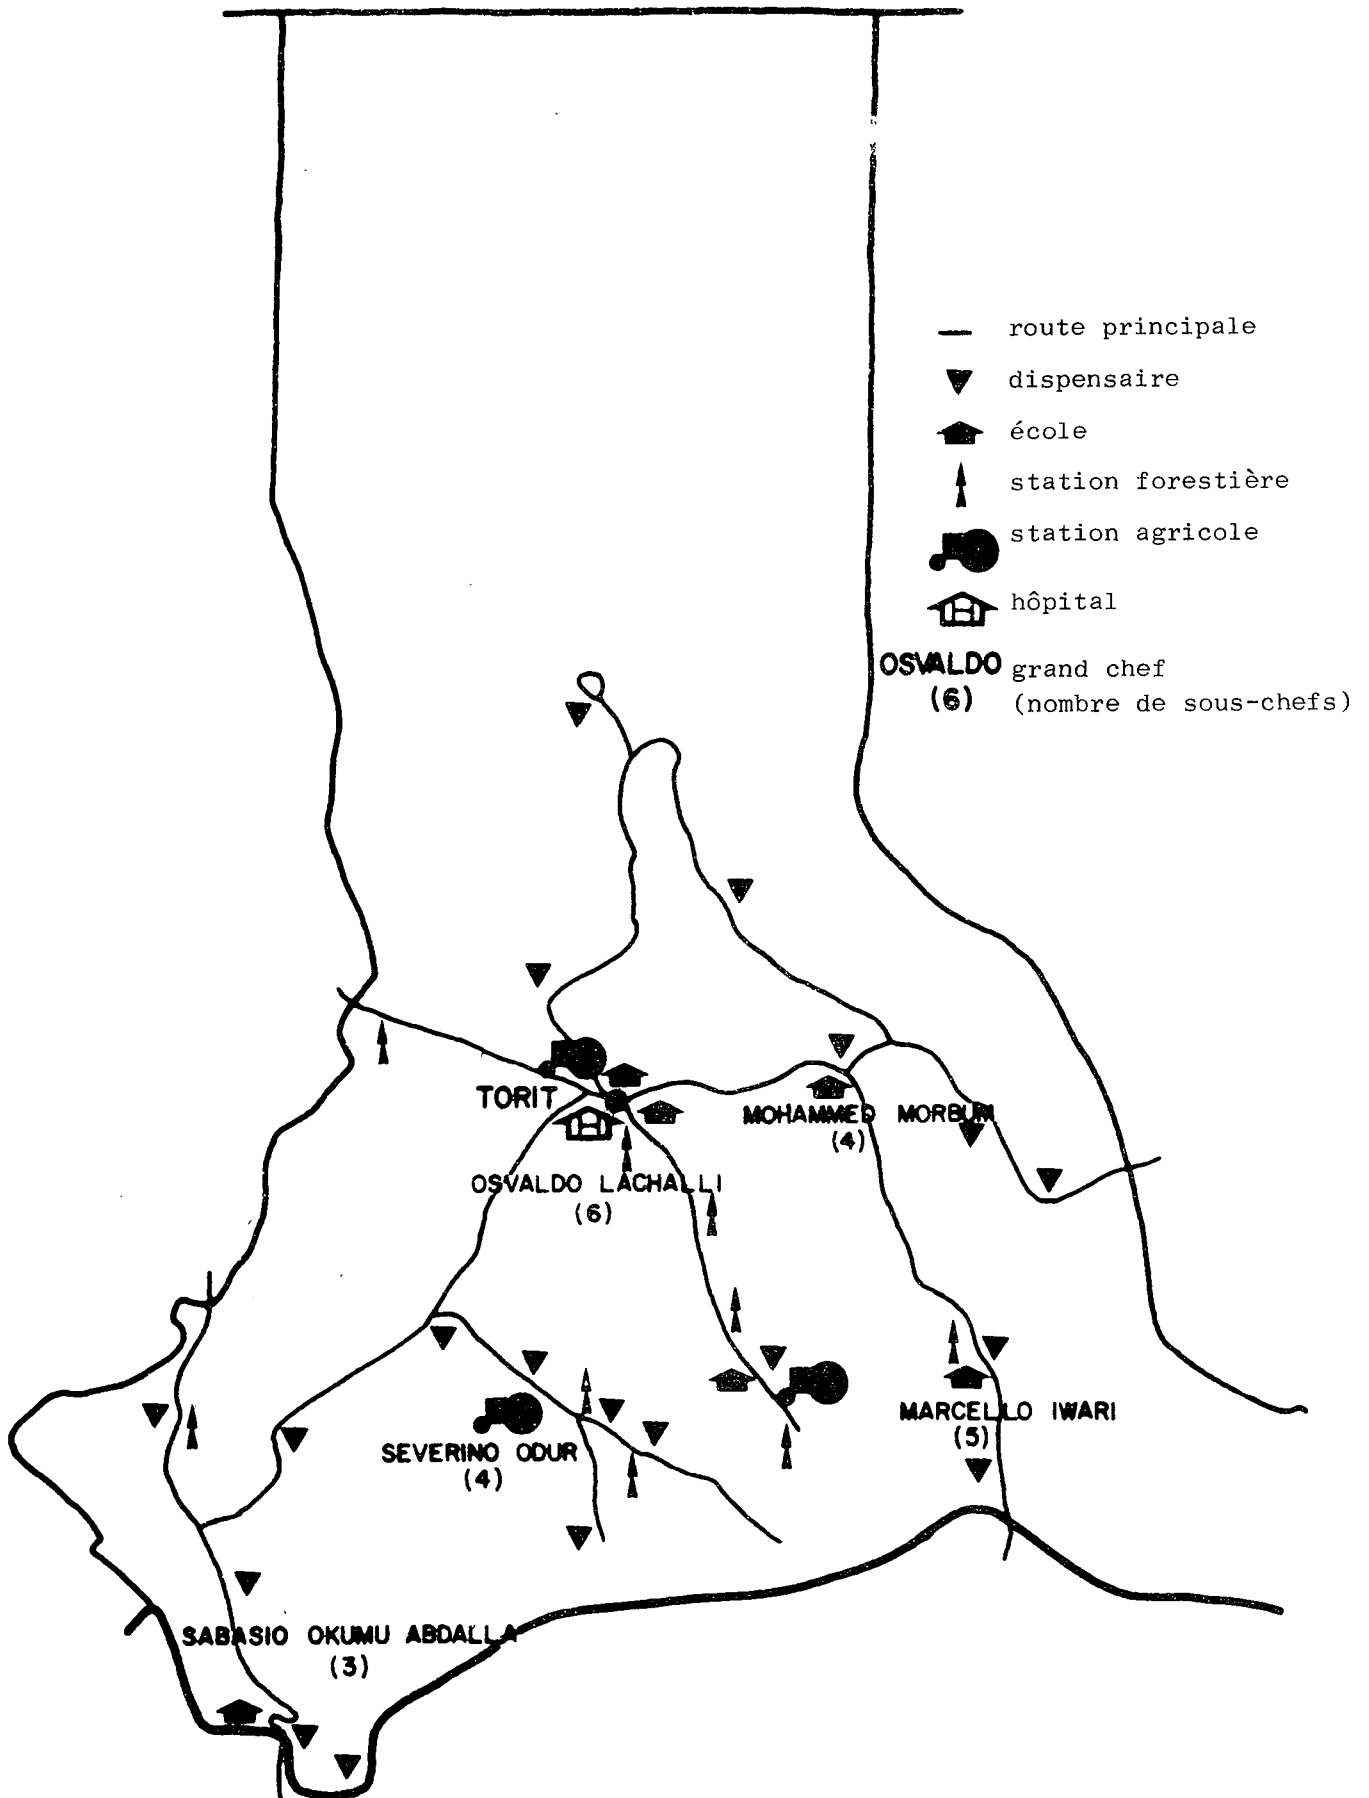 route principale
dispensaire
école
station forestière
station agricole
hôpital
OSVALDO grand chef
(6) (nombre de sous-chefs)
TORIT
MOHAMMED MORBUM
(4)
OSVALDO LACHALLI
(6)
MARCELLO IWARI
(5)
SEVERINO ODUR
(4)
SABASIO OKUMU ABDALLA
(3)